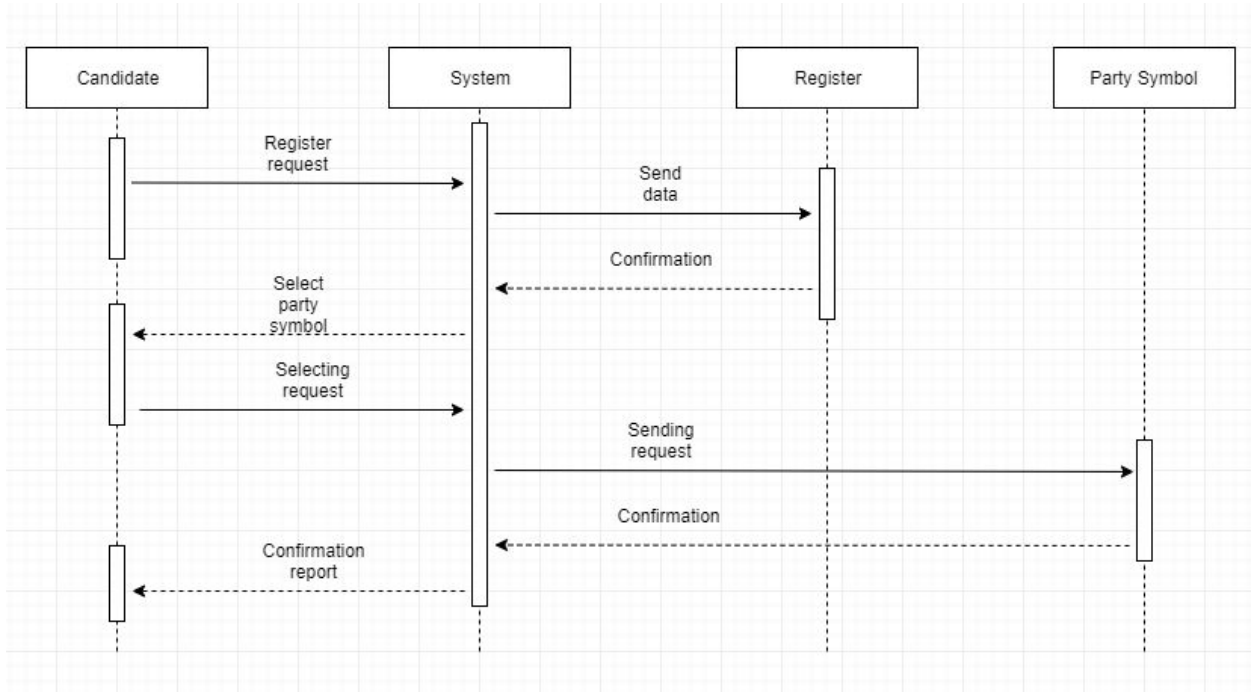 Candidate
System
Register
Party Symbol
Register
request
Send
data
Confirmation
Select
party
symbol
Selecting
request
Sending
request
Confirmation
Confirmation
report